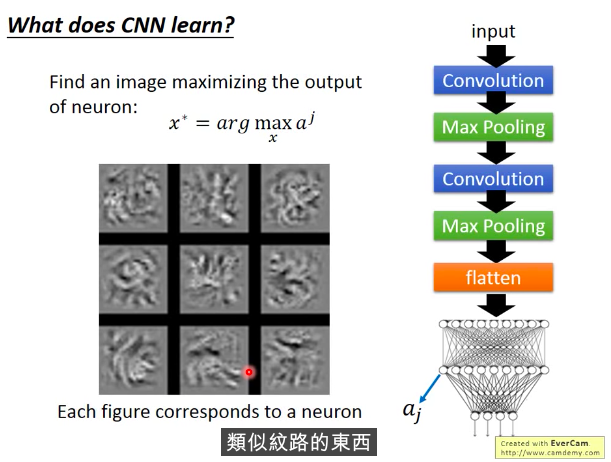 What does CNN learn?
Find an image maximizing the output
of neuron:
x* = arg max a^j
x
Each figure corresponds to a neuron
input
Convolution
Max Pooling
Convolution
Max Pooling
flatten
a_j
類似紋路的東西
Created with EverCam.
http://www.camdemy.com